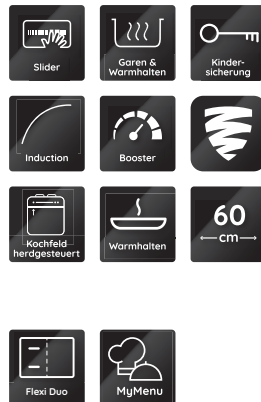 Slider
Garen &
Warmhalten
Kinder-
sicherung
Induction
Booster
Kochfeld
herdgesteuert
Warmhalten
60
cm
Flexi Duo
MyMenu